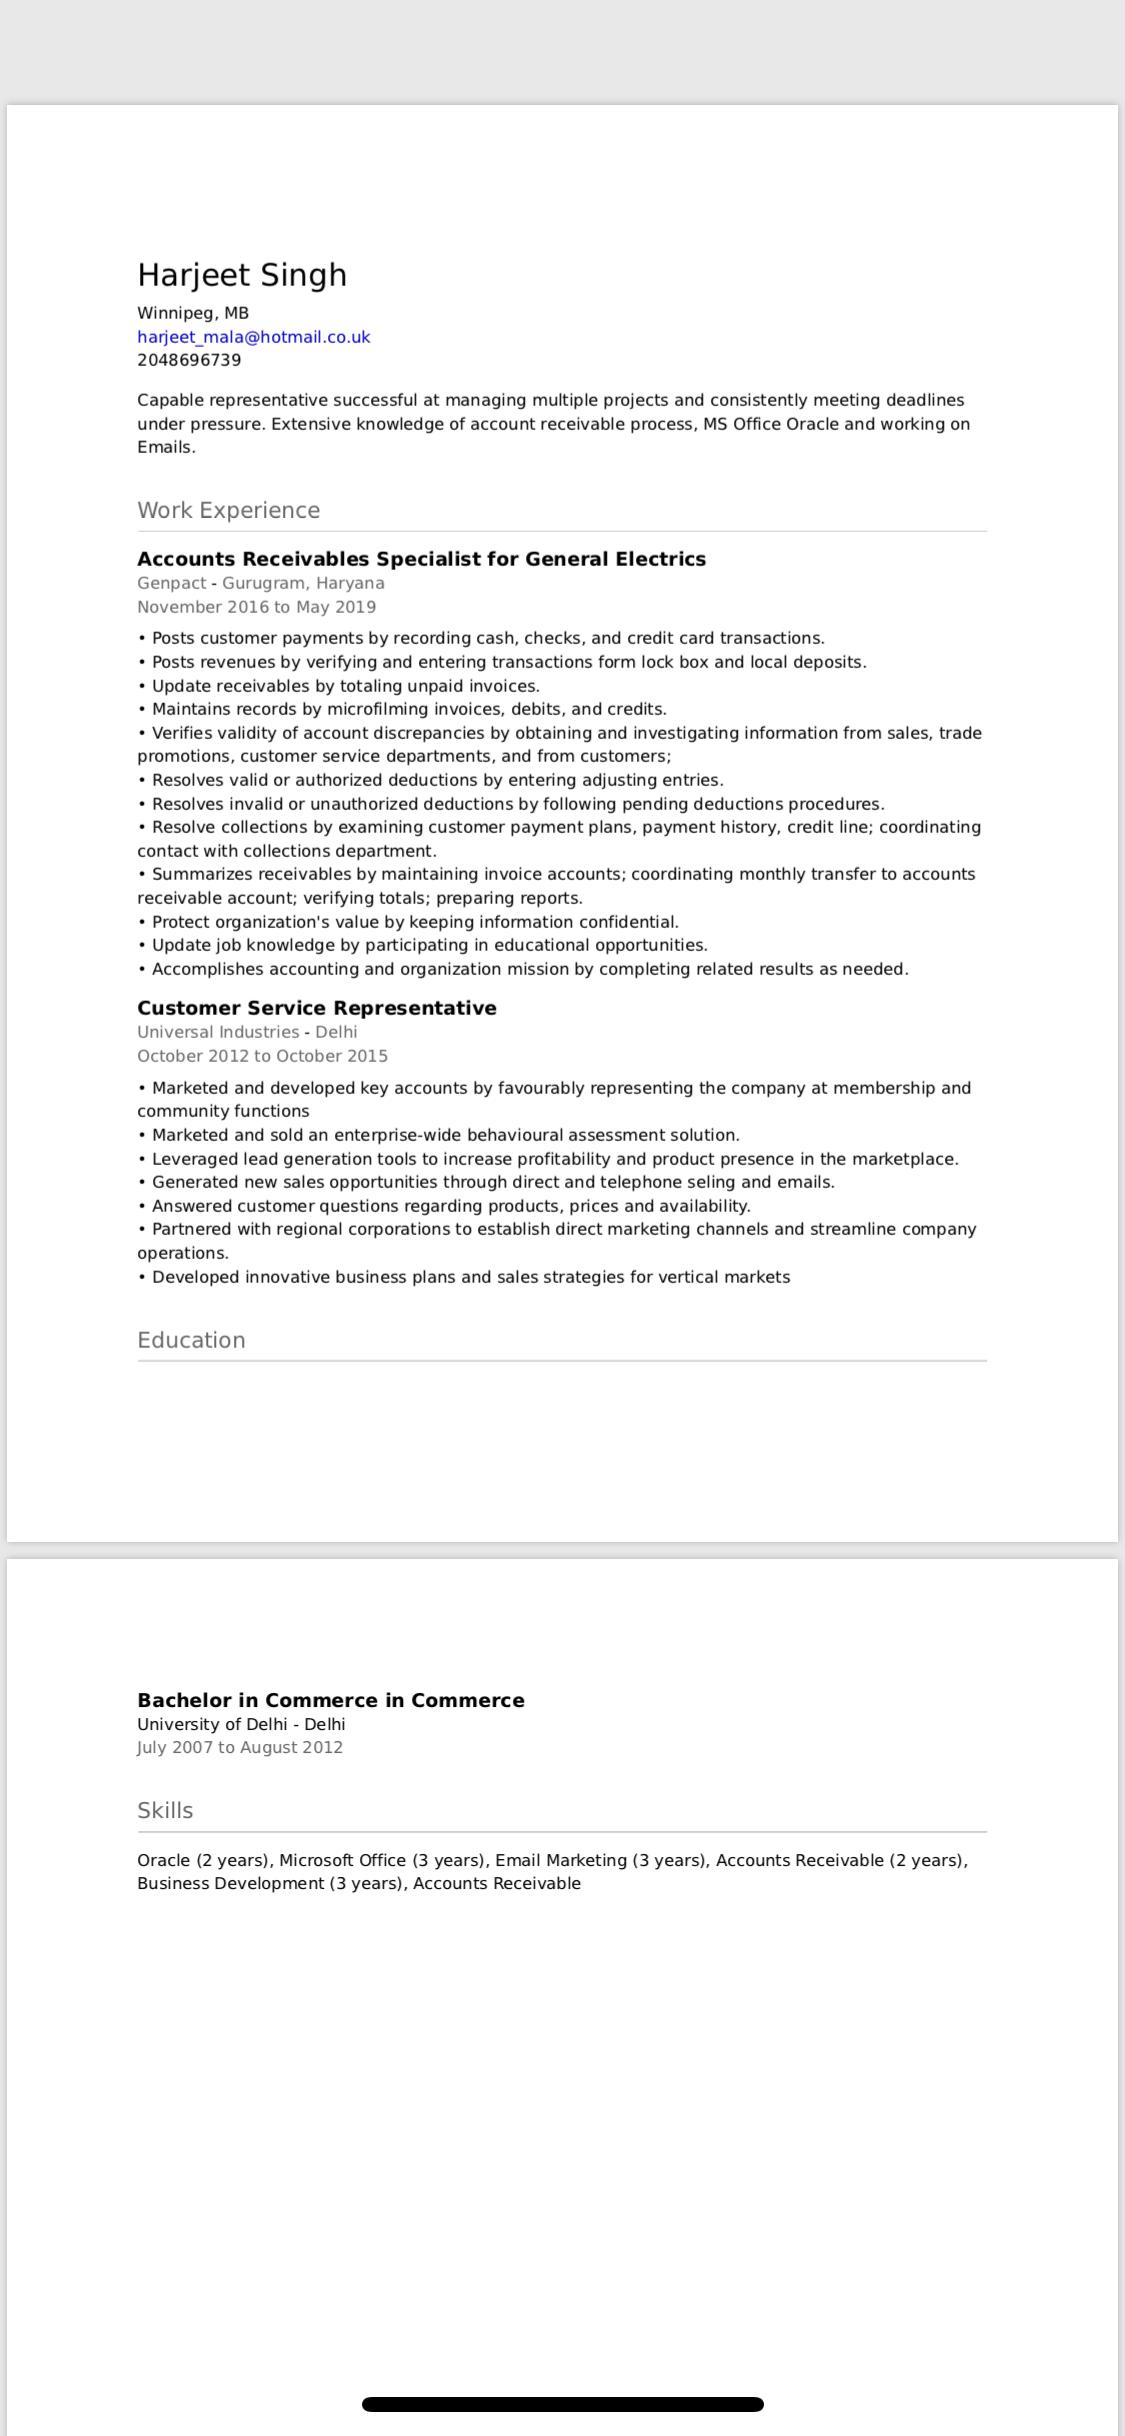 Harjeet Singh
Winnipeg, MB
harjeet_mala@hotmail.co.uk
2048696739
Capable representative successful at managing multiple projects and consistently meeting deadlines
under pressure. Extensive knowledge of account receivable process, MS Office Oracle and working on
Emails.
Work Experience
Accounts Receivables Specialist for General Electrics
Genpact - Gurugram, Haryana
November 2016 to May 2019
• Posts customer payments by recording cash, checks, and credit card transactions.
• Posts revenues by verifying and entering transactions form lock box and local deposits.
• Update receivables by totaling unpaid invoices.
• Maintains records by microfilming invoices, debits, and credits.
• Verifies validity of account discrepancies by obtaining and investigating information from sales, trade
promotions, customer service departments, and from customers;
• Resolves valid or authorized deductions by entering adjusting entries.
• Resolves invalid or unauthorized deductions by following pending deductions procedures.
• Resolve collections by examining customer payment plans, payment history, credit line; coordinating
contact with collections department.
• Summarizes receivables by maintaining invoice accounts; coordinating monthly transfer to accounts
receivable account; verifying totals; preparing reports.
• Protect organization's value by keeping information confidential.
• Update job knowledge by participating in educational opportunities.
• Accomplishes accounting and organization mission by completing related results as needed.
Customer Service Representative
Universal Industries - Delhi
October 2012 to October 2015
• Marketed and developed key accounts by favourably representing the company at membership and
community functions
• Marketed and sold an enterprise-wide behavioural assessment solution.
• Leveraged lead generation tools to increase profitability and product presence in the marketplace.
• Generated new sales opportunities through direct and telephone seling and emails.
• Answered customer questions regarding products, prices and availability.
• Partnered with regional corporations to establish direct marketing channels and streamline company
operations.
• Developed innovative business plans and sales strategies for vertical markets
Education
Bachelor in Commerce in Commerce
University of Delhi - Delhi
July 2007 to August 2012
Skills
Oracle (2 years), Microsoft Office (3 years), Email Marketing (3 years), Accounts Receivable (2 years),
Business Development (3 years), Accounts Receivable